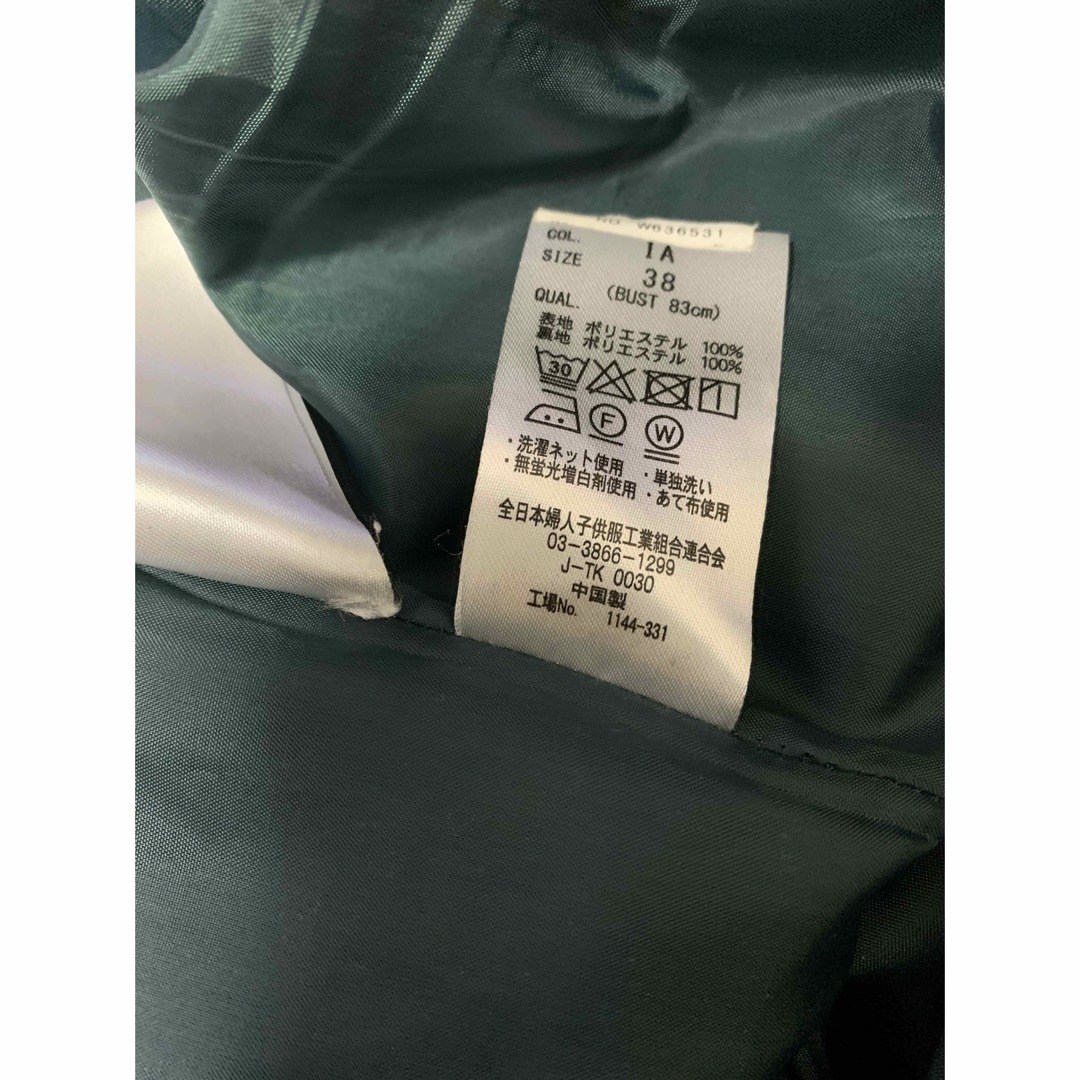 NO W636531
COL. IA
SIZE 38
(BUST 83cm)
QUAL.
表地 ポリエステル 100%
裏地 ポリエステル 100%
30
F W
・洗濯ネット使用 ・単独洗い
・無蛍光増白剤使用 ・あて布使用
全日本婦人子供服工業組合連合会
03-3866-1299
J-TK 0030
中国製
工場No. 1144-331